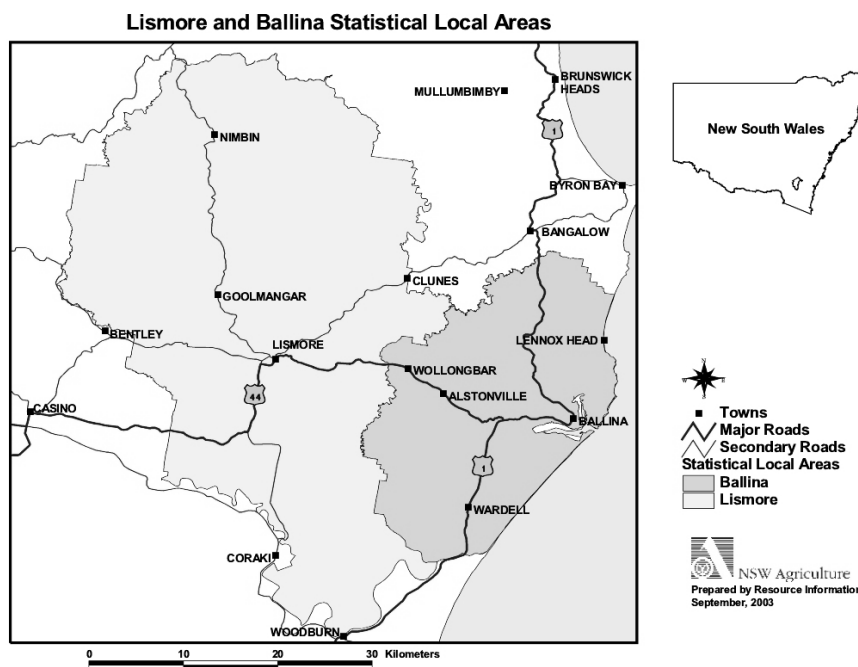 Lismore and Ballina Statistical Local Areas
MULLUMBIMBY
BRUNSWICK
HEADS
1
NIMBIN
New South Wales
BYRON BAY
BANGALOW
CLUNES
GOOLMANGAR
BENTLEY
LISMORE
LENNOX HEAD
WOLLONGBAR
44
ALSTONVILLE
CASINO
BALLINA
1
WARDELL
CORAKI
WOODBURN
0 10 20 30 Kilometers
N
W E
S
Towns
Major Roads
Secondary Roads
Statistical Local Areas
Ballina
Lismore
NSW Agriculture
Prepared by Resource Information
September, 2003